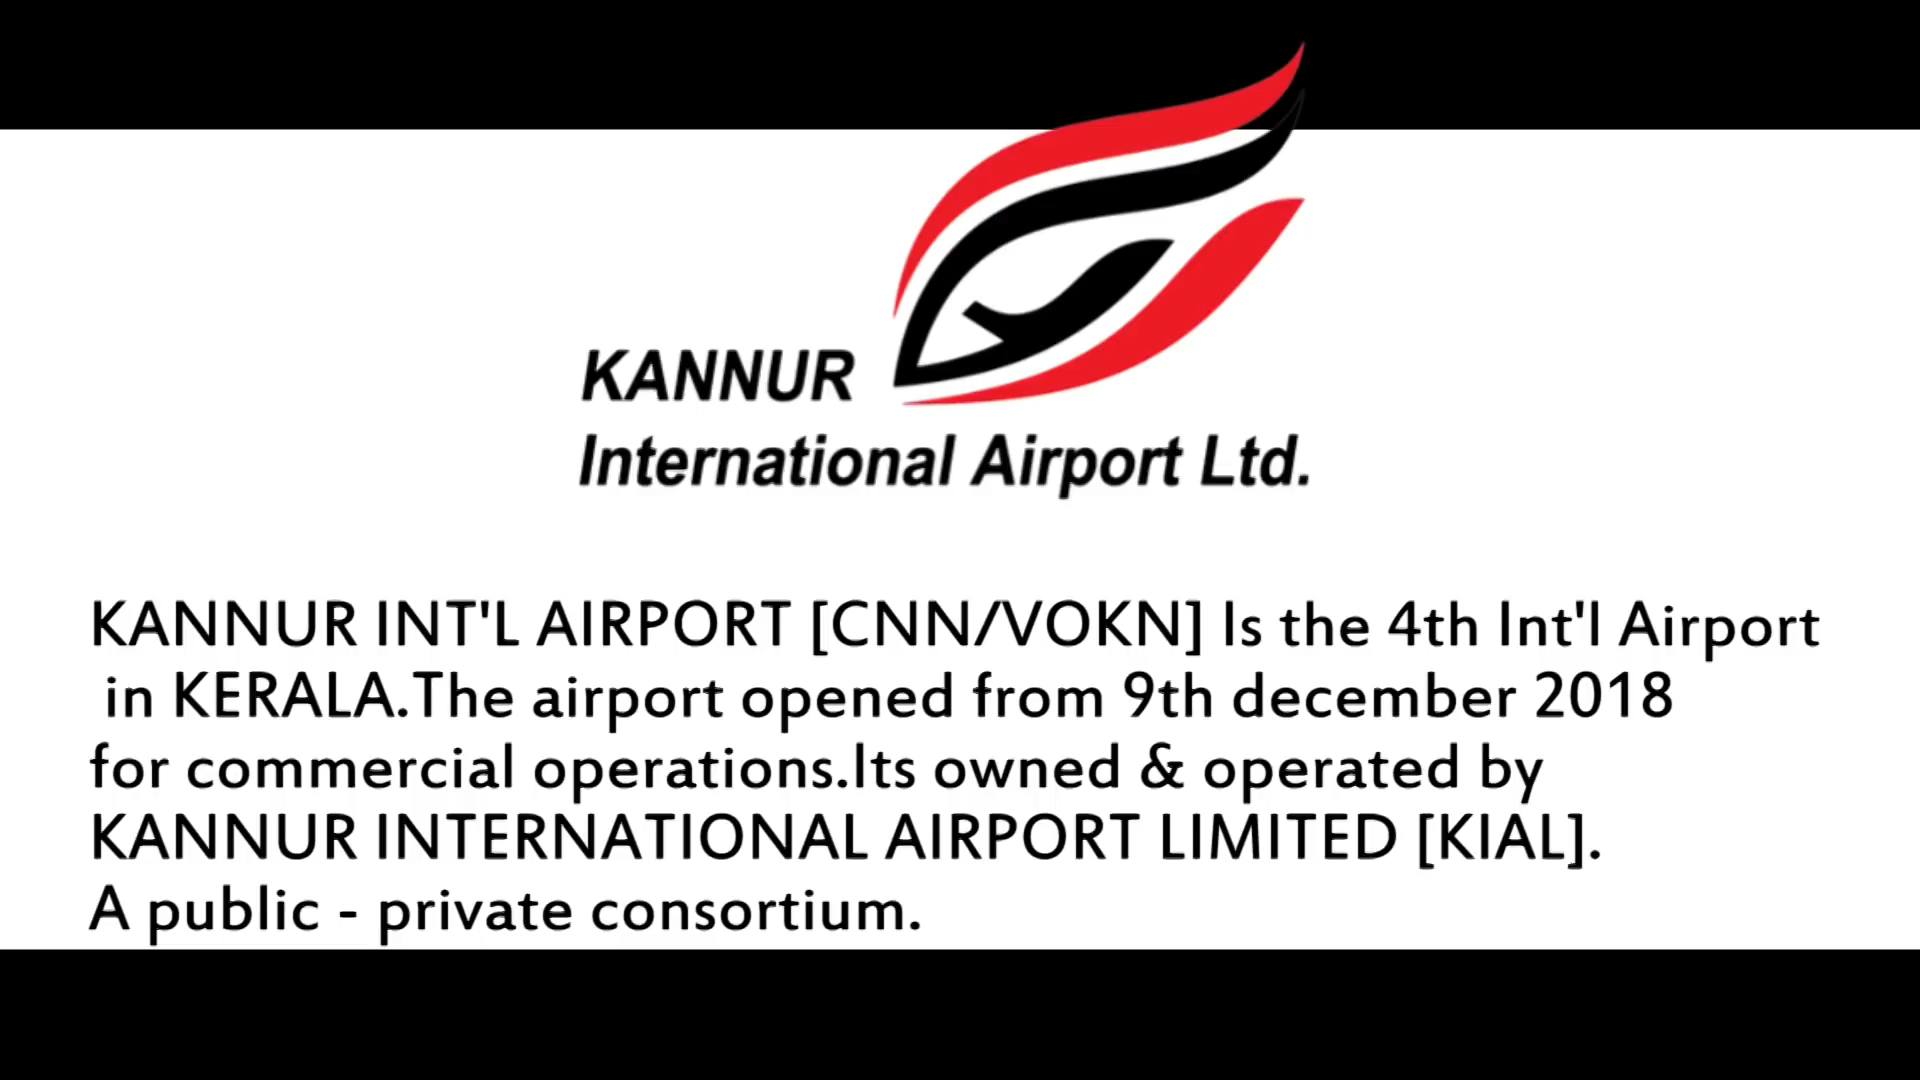 KANNUR
International Airport Ltd.
KANNUR INT'L AIRPORT [CNN/VOKN] Is the 4th Int'l Airport
in KERALA.The airport opened from 9th december 2018
for commercial operations.Its owned & operated by
KANNUR INTERNATIONAL AIRPORT LIMITED [KIAL].
A public - private consortium.